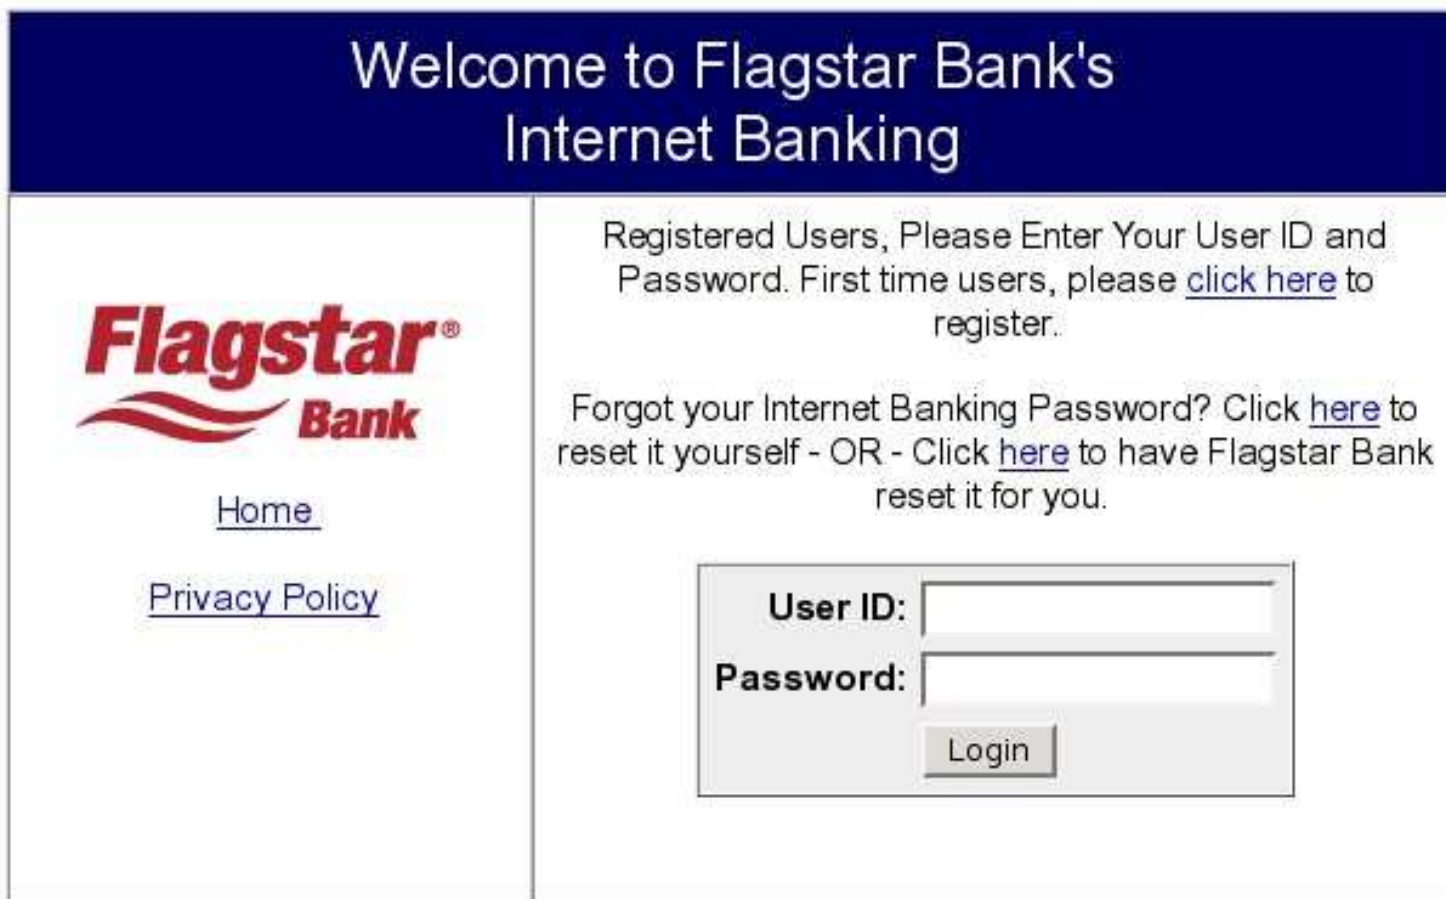 Welcome to Flagstar Bank's
Internet Banking
Flagstar®
Bank
Home
Privacy Policy
Registered Users, Please Enter Your User ID and
Password. First time users, please click here to
register.
Forgot your Internet Banking Password? Click here to
reset it yourself - OR - Click here to have Flagstar Bank
reset it for you.
User ID:
Password:
Login